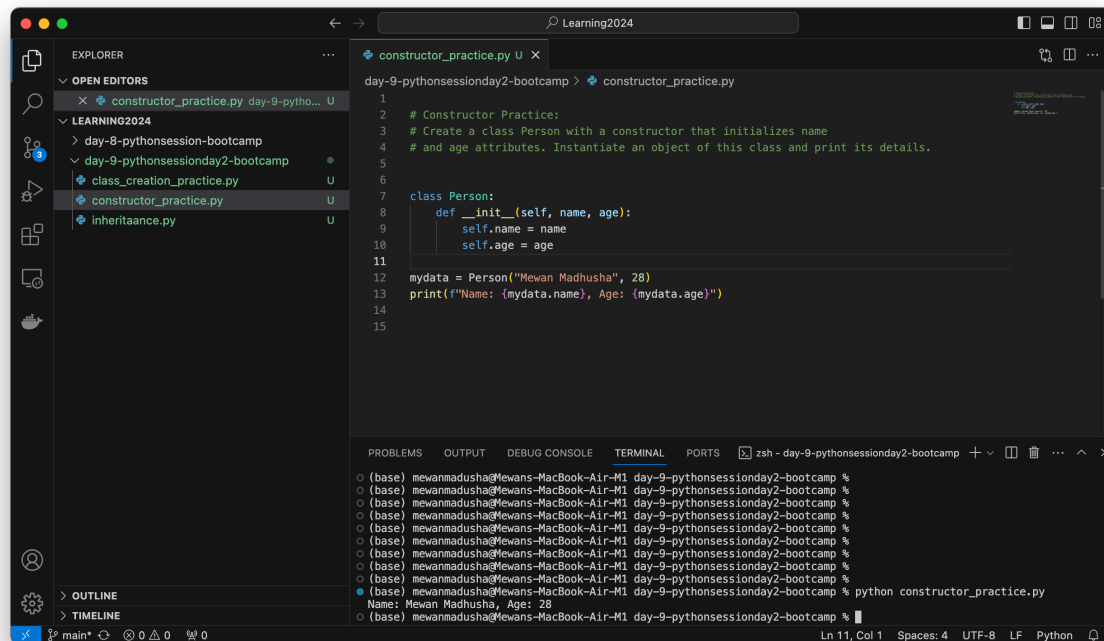 Learning2024
EXPLORER
OPEN EDITORS
constructor_practice.py day-9-pytho... U
LEARNING2024
day-8-pythonsession-bootcamp
day-9-pythonsessionday2-bootcamp
class_creation_practice.py U
constructor_practice.py U
inheritaance.py U
3
OUTLINE
TIMELINE
constructor_practice.py U
day-9-pythonsessionday2-bootcamp > constructor_practice.py
1
2 # Constructor Practice:
3 # Create a class Person with a constructor that initializes name
4 # and age attributes. Instantiate an object of this class and print its details.
5
6
7 class Person:
8 def __init__(self, name, age):
9 self.name = name
10 self.age = age
11
12 mydata = Person("Mewan Madhusha", 28)
13 print(f"Name: {mydata.name}, Age: {mydata.age}")
14
15
PROBLEMS OUTPUT DEBUG CONSOLE TERMINAL PORTS zsh - day-9-pythonsessionday2-bootcamp
(base) mewanmadusha@Mewans-MacBook-Air-M1 day-9-pythonsessionday2-bootcamp %
(base) mewanmadusha@Mewans-MacBook-Air-M1 day-9-pythonsessionday2-bootcamp %
(base) mewanmadusha@Mewans-MacBook-Air-M1 day-9-pythonsessionday2-bootcamp %
(base) mewanmadusha@Mewans-MacBook-Air-M1 day-9-pythonsessionday2-bootcamp %
(base) mewanmadusha@Mewans-MacBook-Air-M1 day-9-pythonsessionday2-bootcamp %
(base) mewanmadusha@Mewans-MacBook-Air-M1 day-9-pythonsessionday2-bootcamp %
(base) mewanmadusha@Mewans-MacBook-Air-M1 day-9-pythonsessionday2-bootcamp %
(base) mewanmadusha@Mewans-MacBook-Air-M1 day-9-pythonsessionday2-bootcamp %
(base) mewanmadusha@Mewans-MacBook-Air-M1 day-9-pythonsessionday2-bootcamp %
(base) mewanmadusha@Mewans-MacBook-Air-M1 day-9-pythonsessionday2-bootcamp % python constructor_practice.py
Name: Mewan Madhusha, Age: 28
(base) mewanmadusha@Mewans-MacBook-Air-M1 day-9-pythonsessionday2-bootcamp %
main* 0 0 0 Ln 11, Col 1 Spaces: 4 UTF-8 LF Python